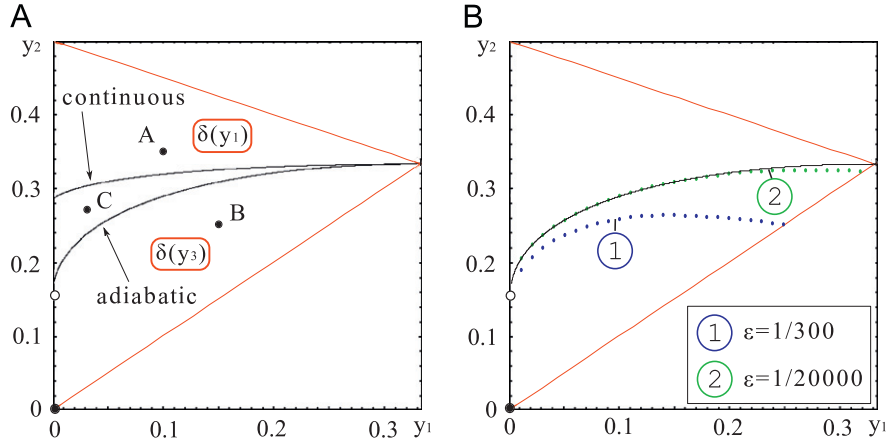 A
y₂
0.4
0.3
0.2
0.1
0
continuous
A
δ(y₁)
C
B
δ(y₃)
adiabatic
0 0.1 0.2 0.3 y₁
B
y₂
0.4
0.3
0.2
0.1
0
2
1
1 ε=1/300
2 ε=1/20000
0 0.1 0.2 0.3 y₁